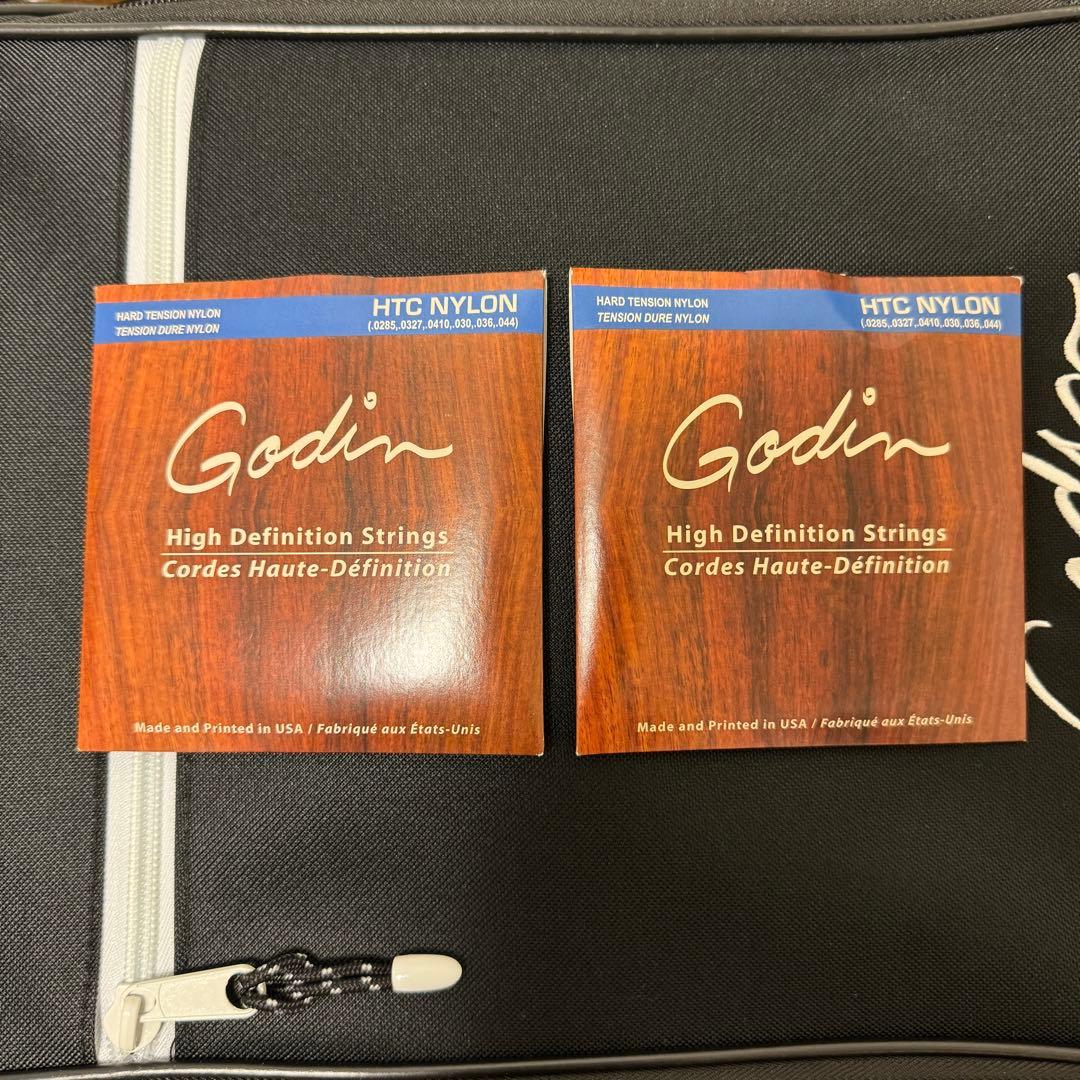 HARD TENSION NYLON
TENSION DURE NYLON
HTC NYLON
(.0285,.0327,.0410,.030,.036,.044)
Godin
High Definition Strings
Cordes Haute-Définition
Made and Printed in USA / Fabriqué aux États-Unis
HARD TENSION NYLON
TENSION DURE NYLON
HTC NYLON
(.0285,.0327,.0410,.030,.036,.044)
Godin
High Definition Strings
Cordes Haute-Définition
Made and Printed in USA / Fabriqué aux États-Unis